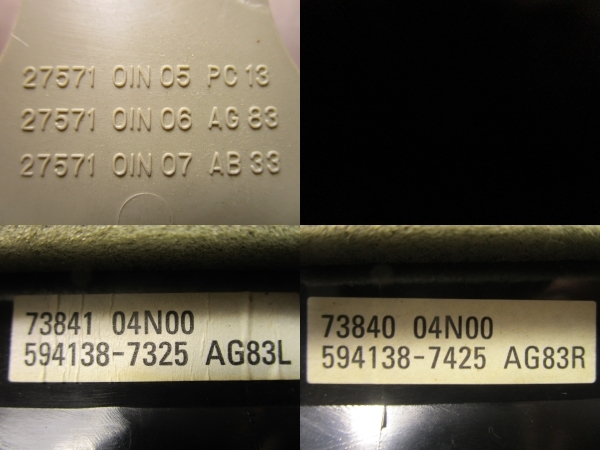 27571 0IN 05 PC 13
27571 0IN 06 AG 83
27571 0IN 07 AB 33
73841 04N00
594138-7325 AG83L
73840 04N00
594138-7425 AG83R